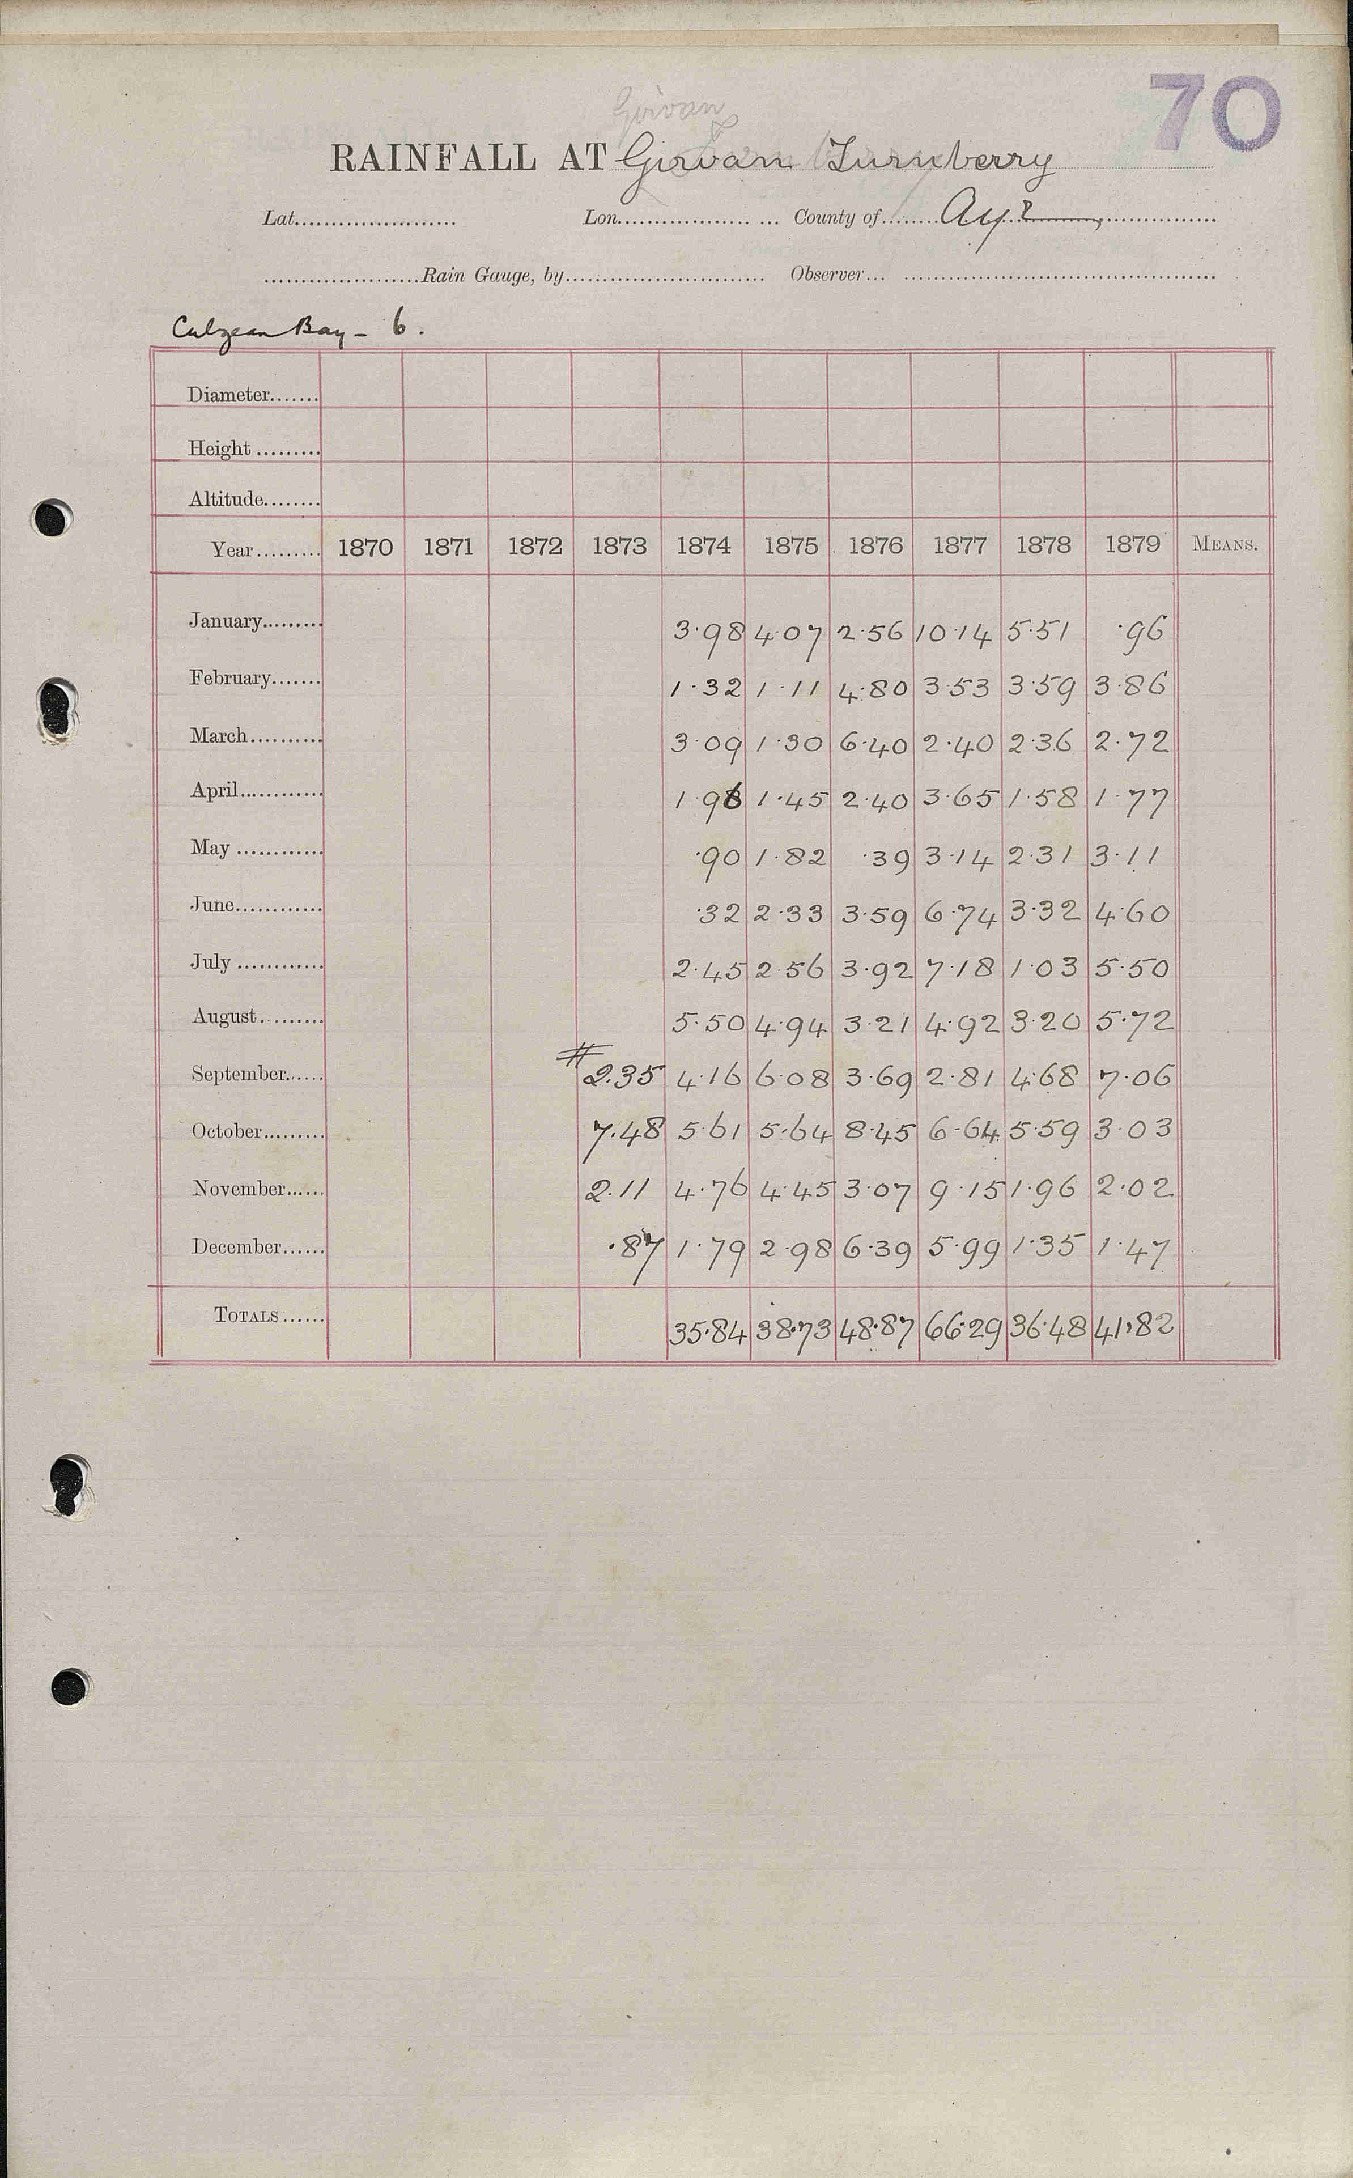 70
Girvan
RAINFALL AT Girvan Turnberry
Lat. Lon. County of Ayr
Rain Gauge, by Observer
Culzean Bay - 6.
Diameter
Height
Altitude
Year 1870 1871 1872 1873 1874 1875 1876 1877 1878 1879 MEANS.
January 3.98 4.07 2.56 10.14 5.51 .96
February 1.32 1.11 4.80 3.53 3.59 3.86
March 3.09 1.30 6.40 2.40 2.36 2.72
April 1.96 1.45 2.40 3.65 1.58 1.77
May .90 1.82 .39 3.14 2.31 3.11
June .32 2.33 3.59 6.74 3.32 4.60
July 2.45 2.56 3.92 7.18 1.03 5.50
August 5.50 4.94 3.21 4.92 3.20 5.72
September # 2.35 4.16 6.08 3.69 2.81 4.68 7.06
October 7.48 5.61 5.64 8.45 6.64 5.59 3.03
November 2.11 4.76 4.45 3.07 9.15 1.96 2.02
December .87 1.79 2.98 6.39 5.99 1.35 1.47
TOTALS 35.84 38.73 48.87 66.29 36.48 41.82